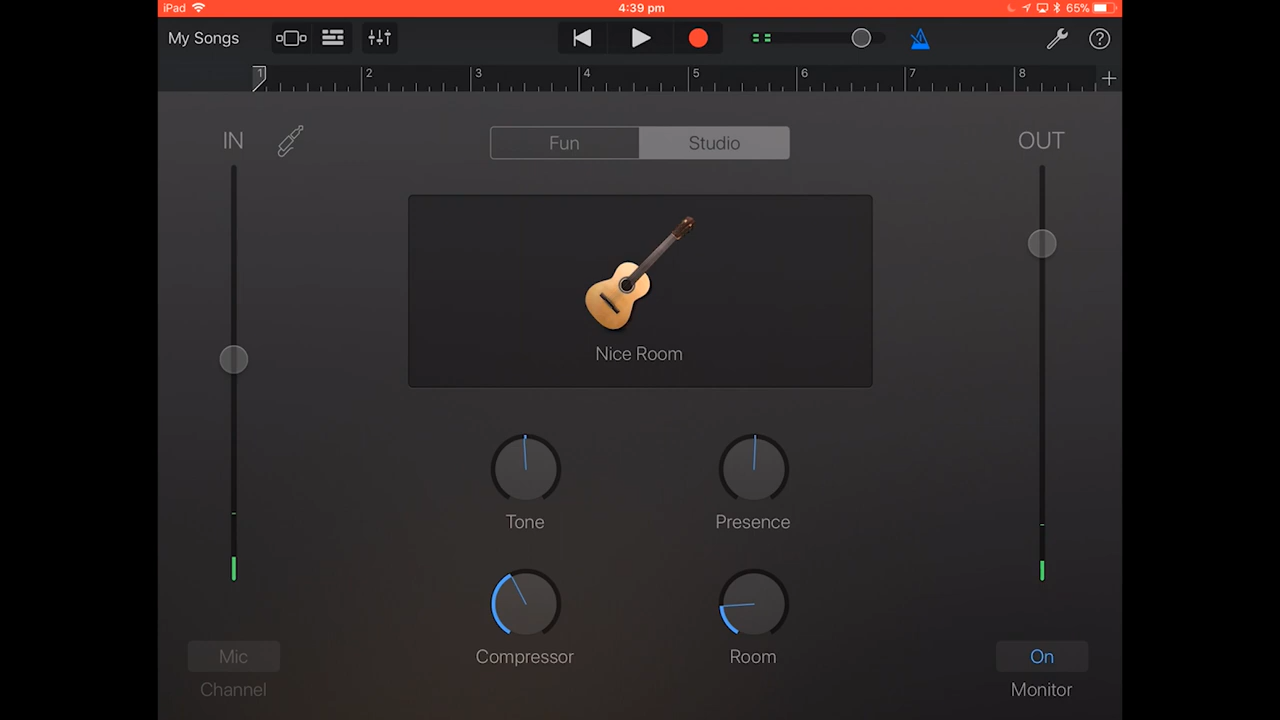 iPad 4:39 pm 65%
My Songs
1 2 3 4 5 6 7 8
IN Fun Studio OUT
Nice Room
Tone Presence
Compressor Room
Mic On
Channel Monitor